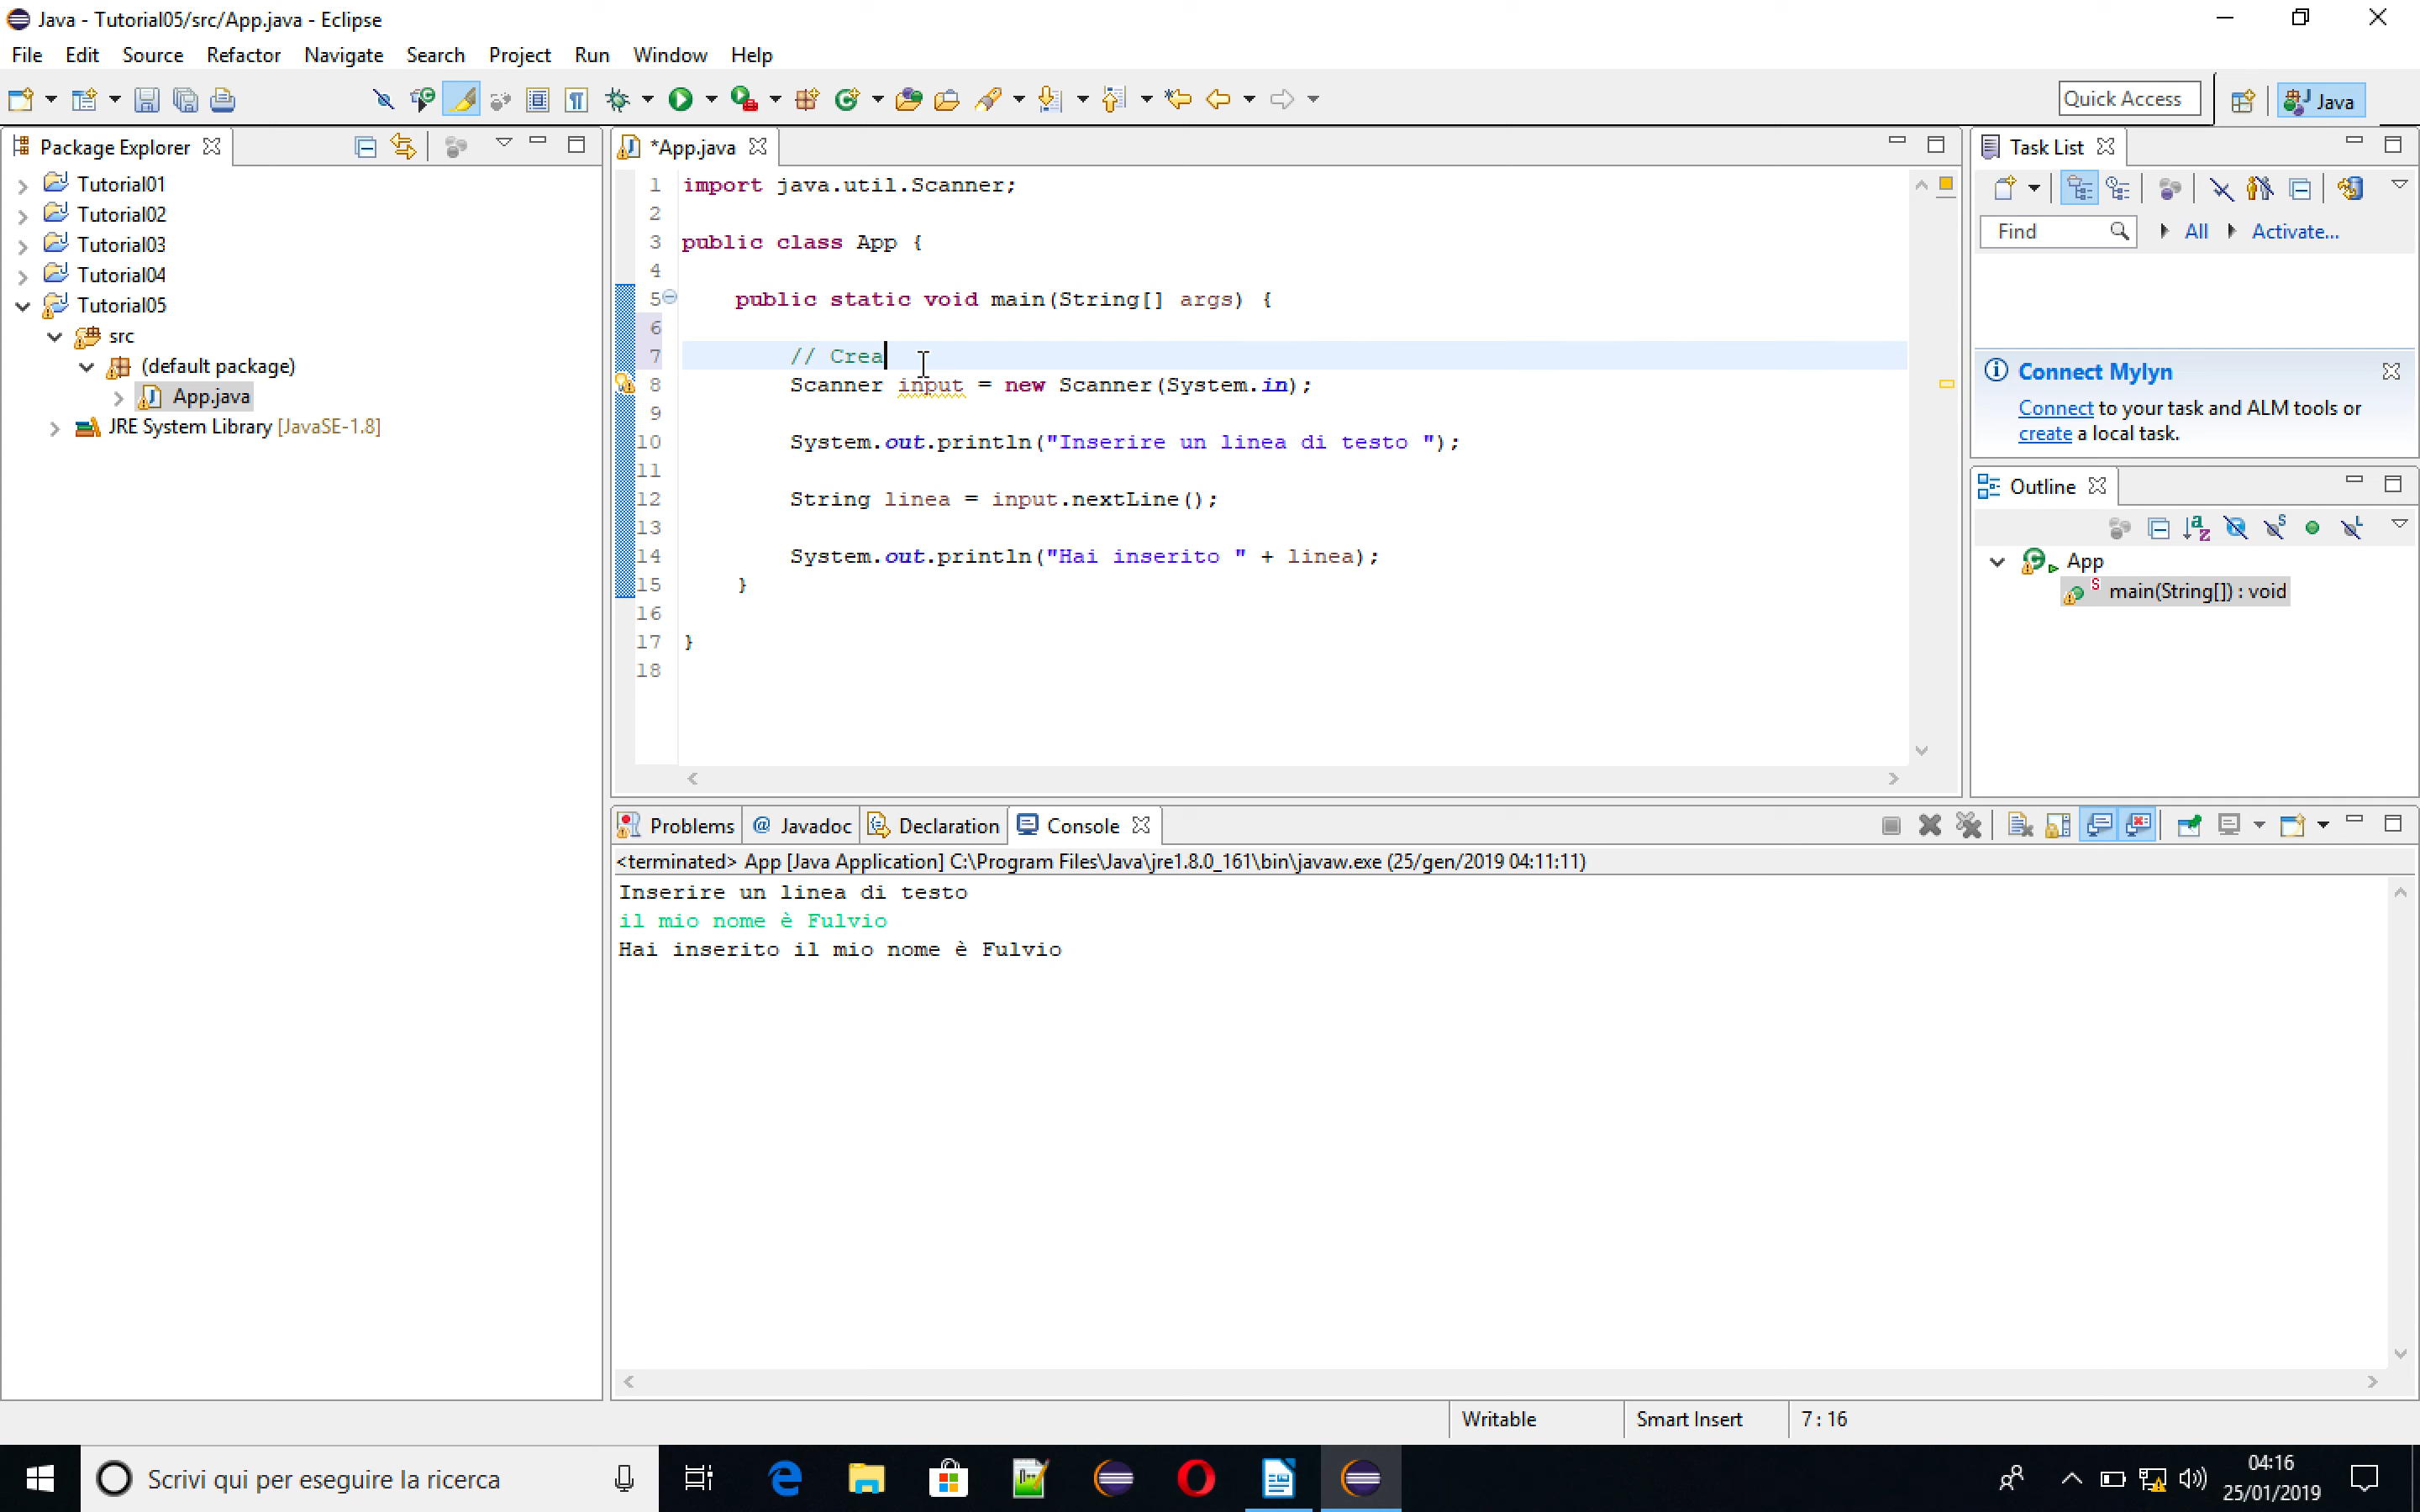 Java - Tutorial05/src/App.java - Eclipse
File Edit Source Refactor Navigate Search Project Run Window Help
Quick Access
Java
Package Explorer
Tutorial01
Tutorial02
Tutorial03
Tutorial04
Tutorial05
src
(default package)
App.java
JRE System Library [JavaSE-1.8]
*App.java
1 import java.util.Scanner;
2
3 public class App {
4
5 public static void main(String[] args) {
6
7 // Crea
8 Scanner input = new Scanner(System.in);
9
10 System.out.println("Inserire un linea di testo ");
11
12 String linea = input.nextLine();
13
14 System.out.println("Hai inserito " + linea);
15 }
16
17 }
18
Task List
Find All Activate...
Connect Mylyn
Connect to your task and ALM tools or
create a local task.
Outline
App
main(String[]) : void
Problems @ Javadoc Declaration Console
<terminated> App [Java Application] C:\Program Files\Java\jre1.8.0_161\bin\javaw.exe (25/gen/2019 04:11:11)
Inserire un linea di testo
il mio nome è Fulvio
Hai inserito il mio nome è Fulvio
Writable Smart Insert 7 : 16
Scrivi qui per eseguire la ricerca
04:16
25/01/2019